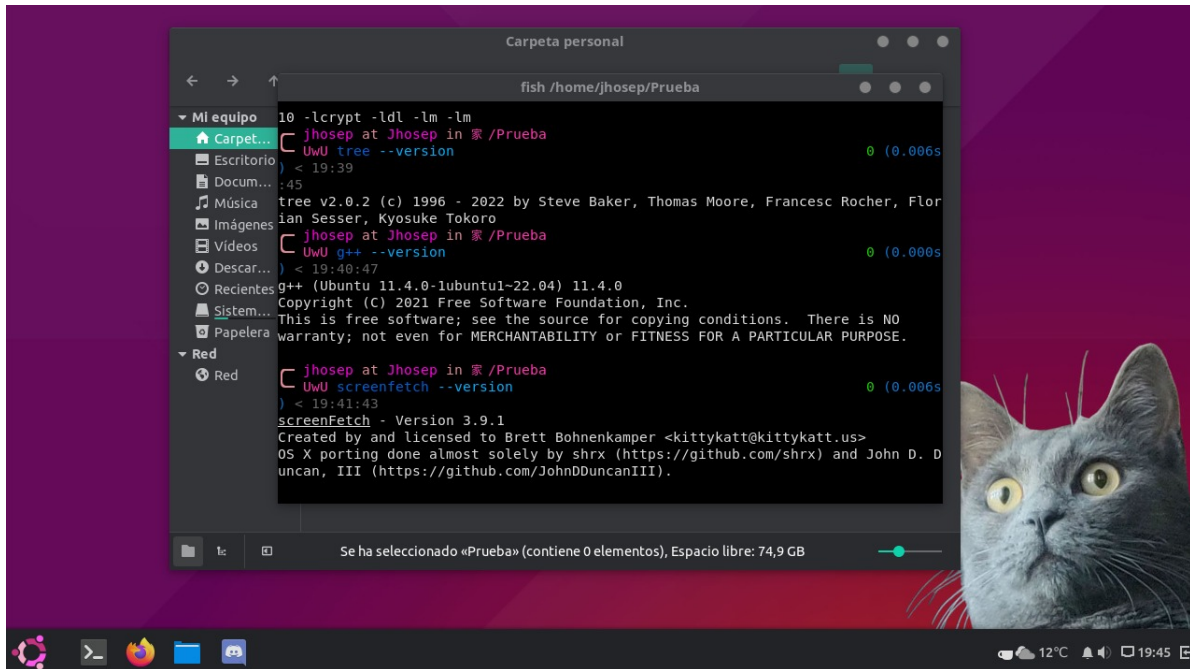 Carpeta personal
fish /home/jhosep/Prueba
Mi equipo
Carpet...
Escritorio
Docum...
Música
Imágenes
Vídeos
Descar...
Recientes
Sistem...
Papelera
Red
Red
10 -lcrypt -ldl -lm -lm
jhosep at Jhosep in 家 /Prueba
UwU tree --version 0 (0.006s
) < 19:39
:45
tree v2.0.2 (c) 1996 - 2022 by Steve Baker, Thomas Moore, Francesc Rocher, Flor
ian Sesser, Kyosuke Tokoro
jhosep at Jhosep in 家 /Prueba
UwU g++ --version 0 (0.000s
) < 19:40:47
g++ (Ubuntu 11.4.0-1ubuntu1~22.04) 11.4.0
Copyright (C) 2021 Free Software Foundation, Inc.
This is free software; see the source for copying conditions.  There is NO
warranty; not even for MERCHANTABILITY or FITNESS FOR A PARTICULAR PURPOSE.
jhosep at Jhosep in 家 /Prueba
UwU screenfetch --version 0 (0.006s
) < 19:41:43
screenFetch - Version 3.9.1
Created by and licensed to Brett Bohnenkamper <kittykatt@kittykatt.us>
OS X porting done almost solely by shrx (https://github.com/shrx) and John D. D
uncan, III (https://github.com/JohnDDuncanIII).
Se ha seleccionado «Prueba» (contiene 0 elementos), Espacio libre: 74,9 GB
12°C 19:45